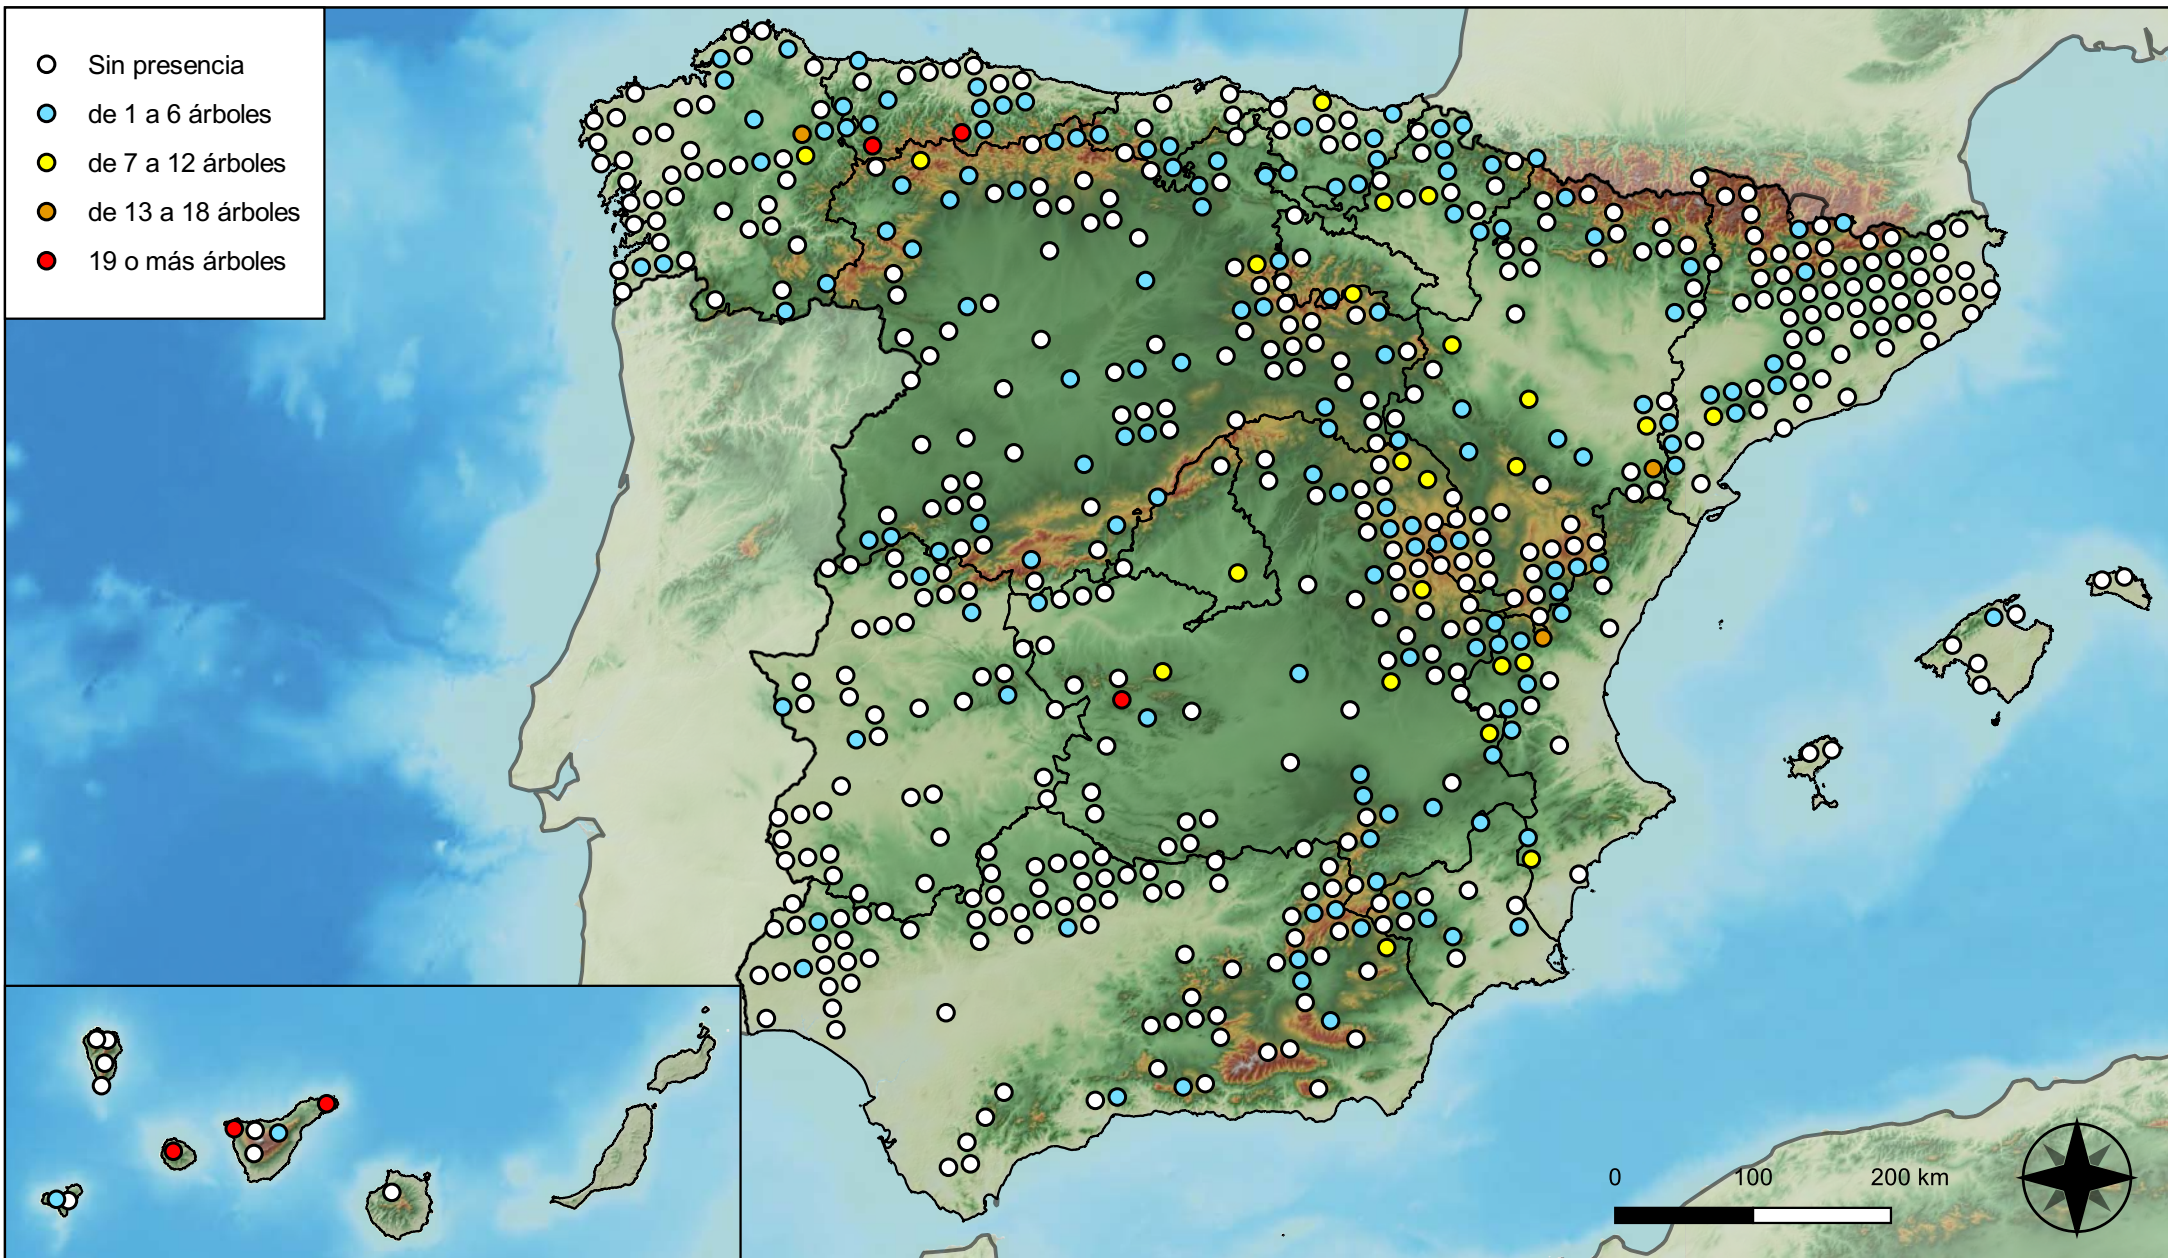 Sin presencia
de 1 a 6 árboles
de 7 a 12 árboles
de 13 a 18 árboles
19 o más árboles
0 100 200 km